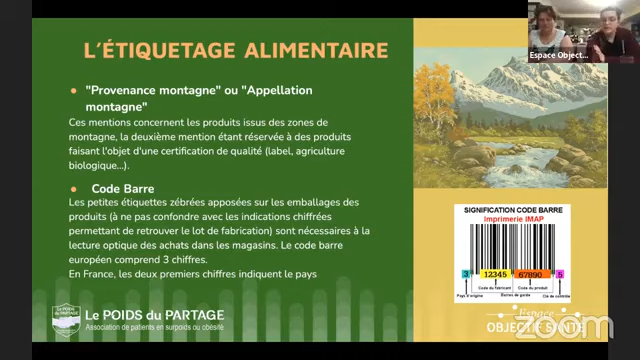 Espace Object...
L'ÉTIQUETAGE ALIMENTAIRE
"Provenance montagne" ou "Appellation
montagne"
Ces mentions concernent les produits issus des zones de
montagne, la deuxième mention étant réservée à des produits
faisant l'objet d'une certification de qualité (label, agriculture
biologique...).
Code Barre
Les petites étiquettes zébrées apposées sur les emballages des
produits (à ne pas confondre avec les indications chiffrées
permettant de retrouver le lot de fabrication) sont nécessaires à la
lecture optique des achats dans les magasins. Le code barre
européen comprend 3 chiffres.
En France, les deux premiers chiffres indiquent le pays
SIGNIFICATION CODE BARRE
imprimerie IMAP
3 12345 67890 5
Code du fabricant Code du produit
Pays d'origine Barres de garde Clé de contrôle
Le POIDS du PARTAGE
Association de patients en surpoids ou obésité
Espace
OBJECTIF SANTÉ
zoom